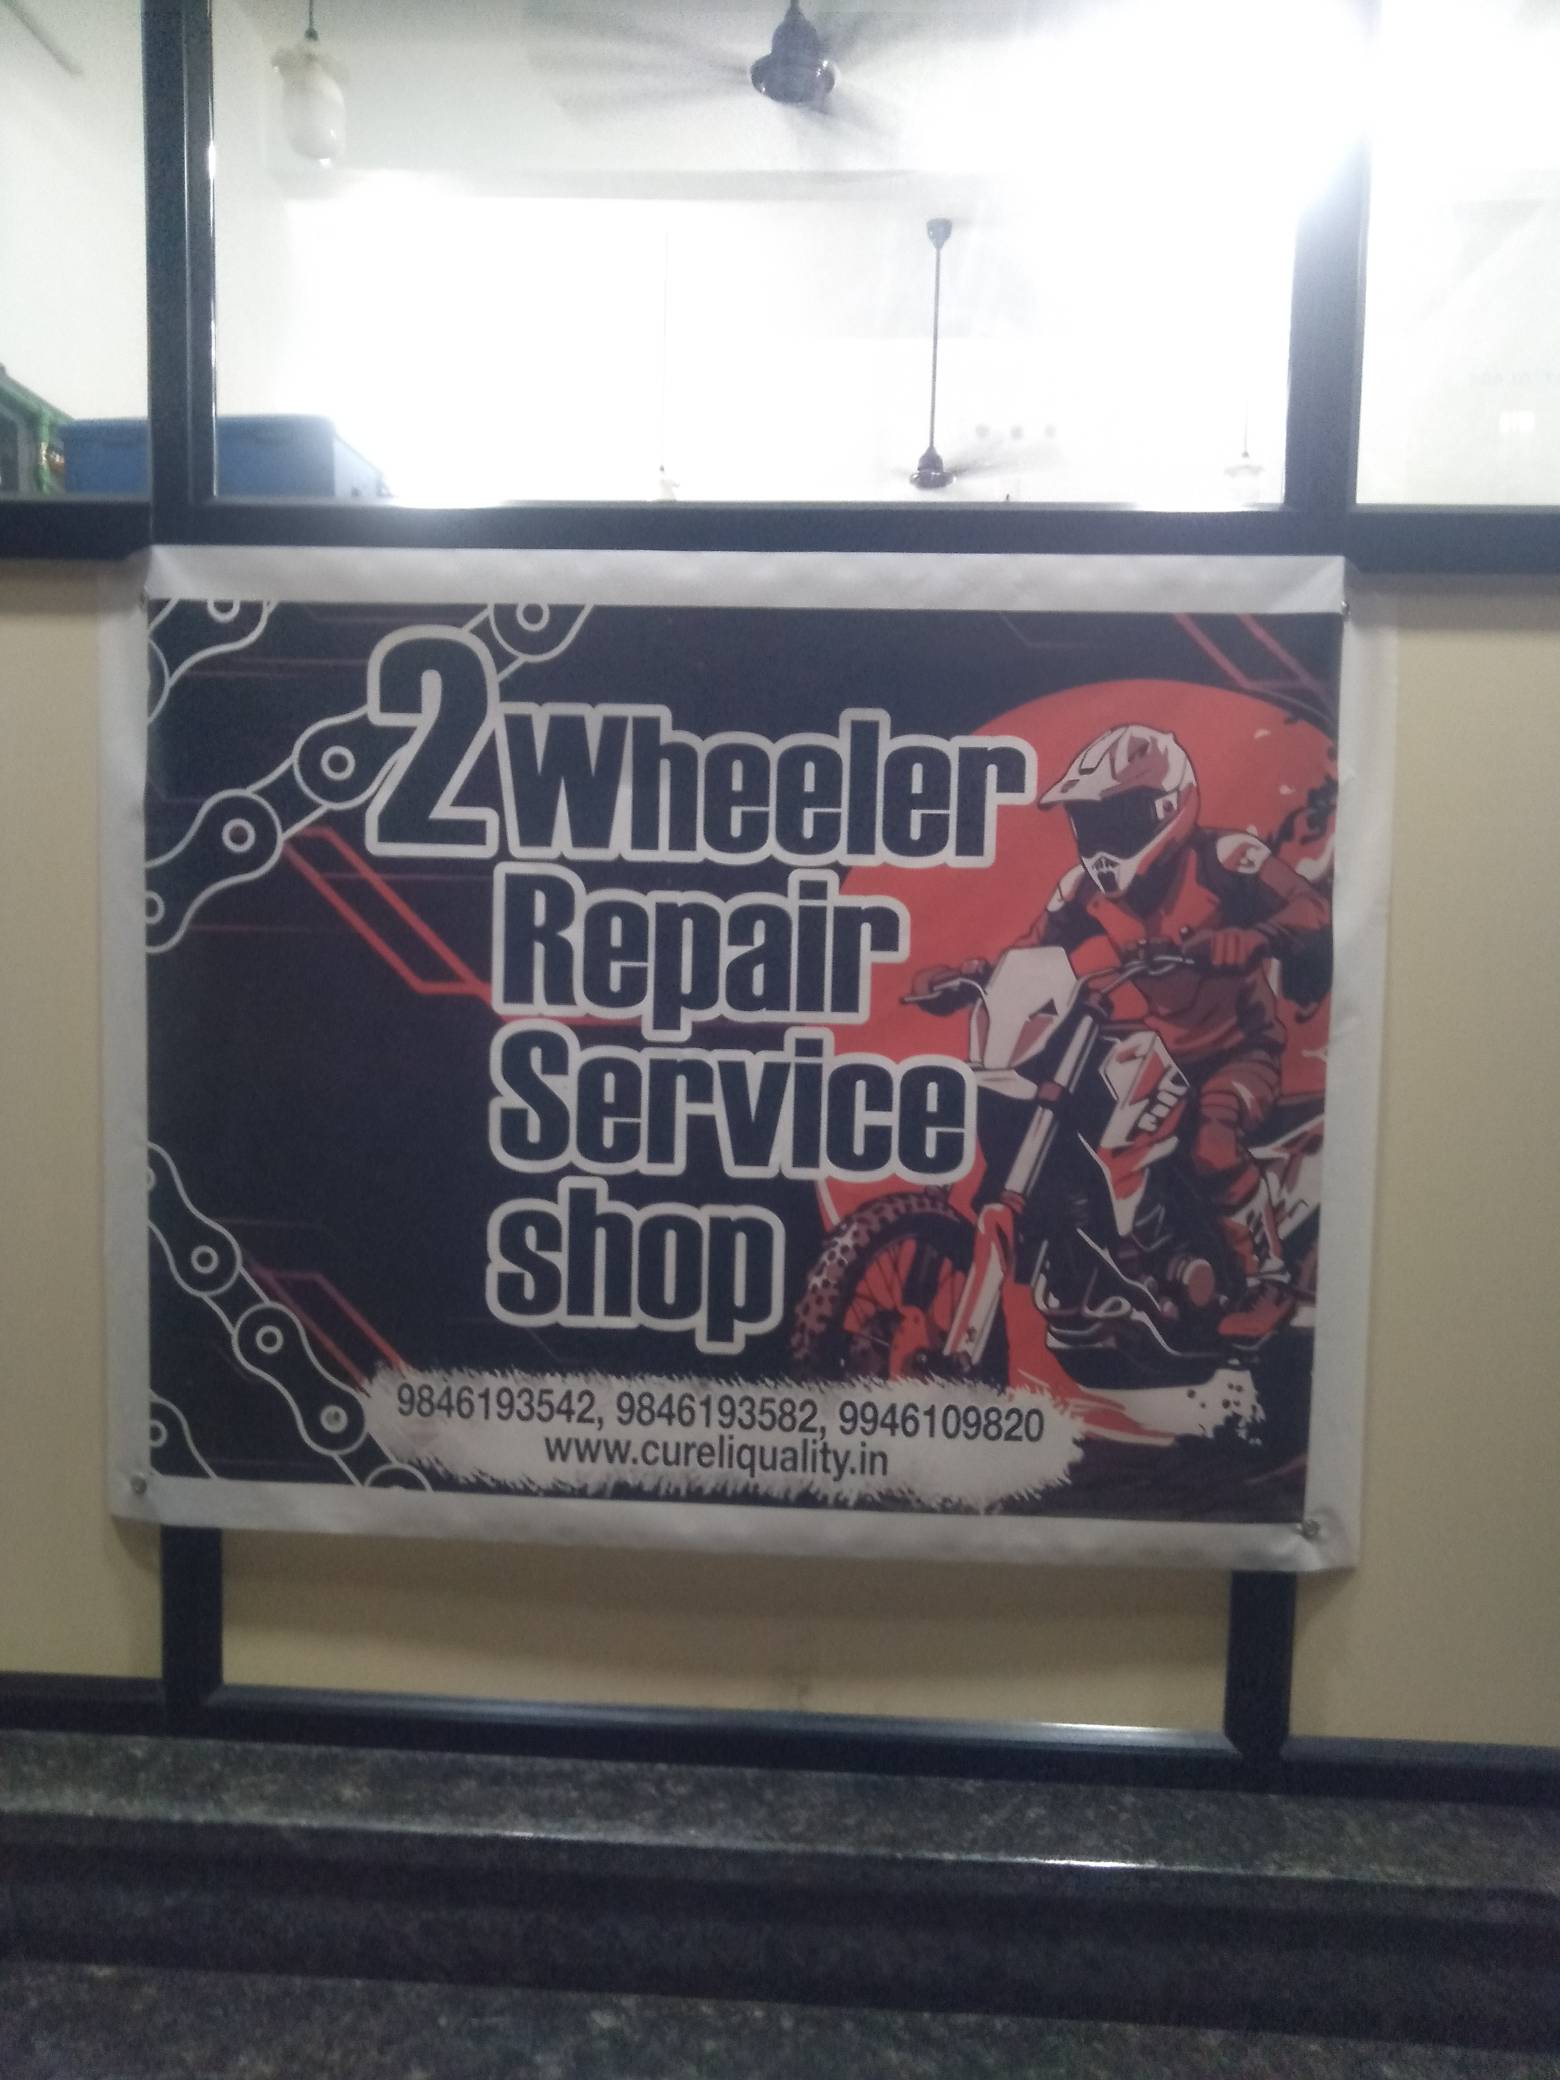 2 Wheeler
Repair
Service
shop
9846193542, 9846193582, 9946109820
www.cureliquality.in